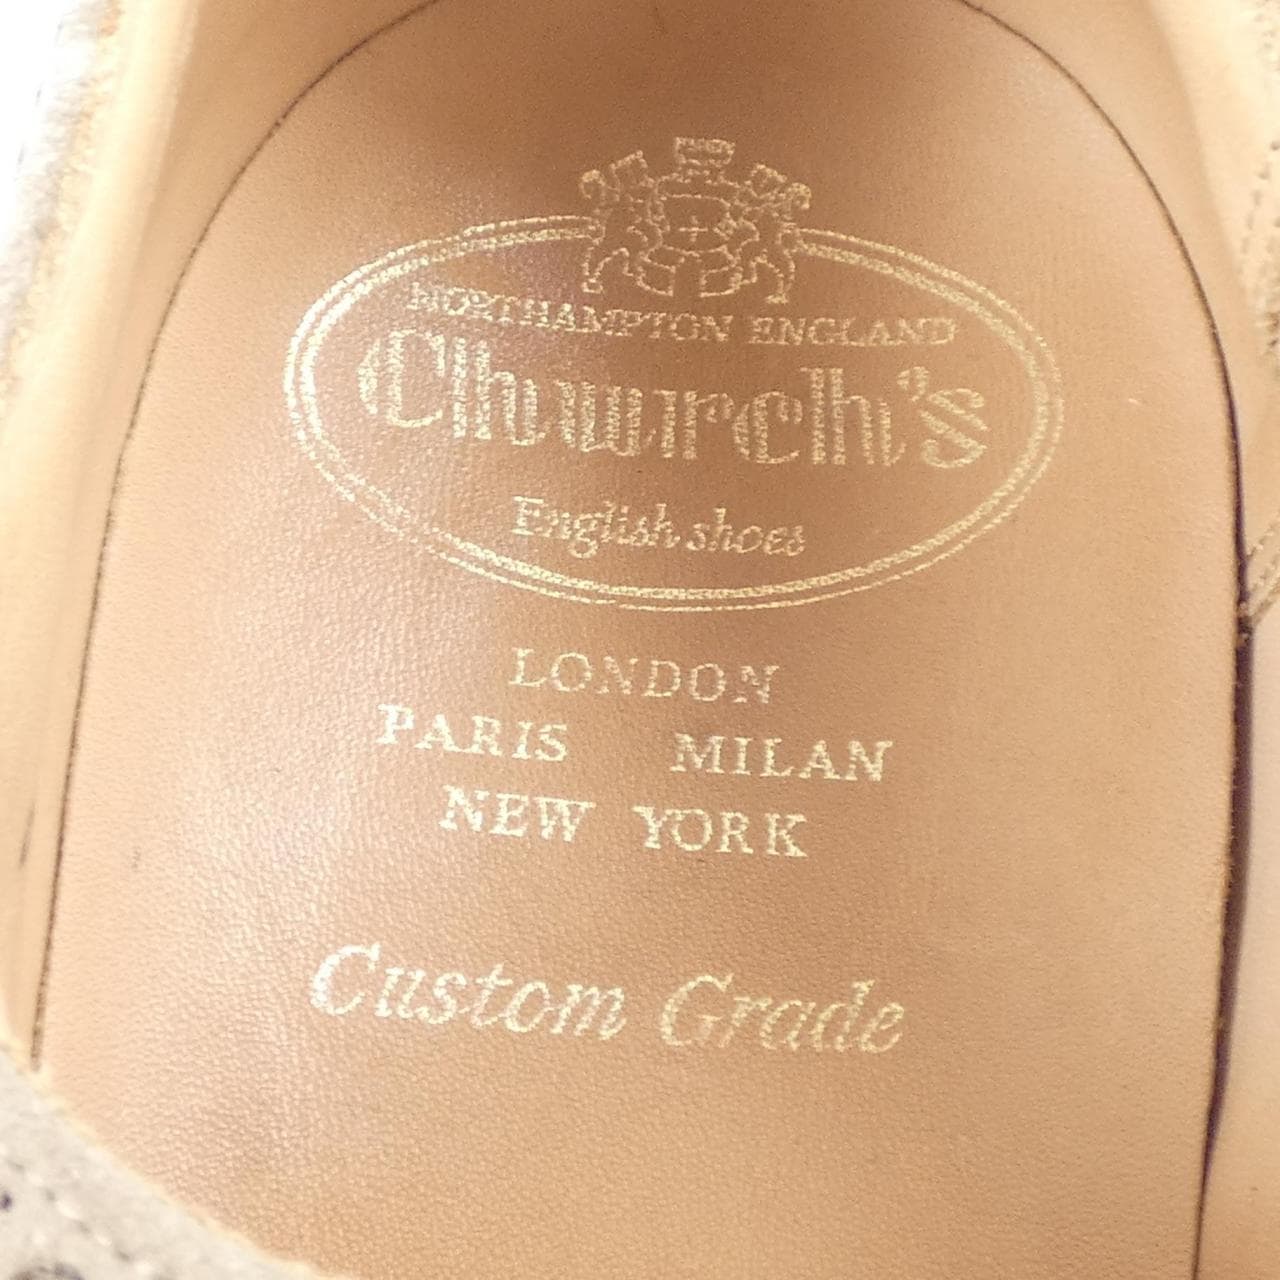 NORTHAMPTON ENGLAND
Church's
English shoes
LONDON
PARIS MILAN
NEW YORK
Custom Grade